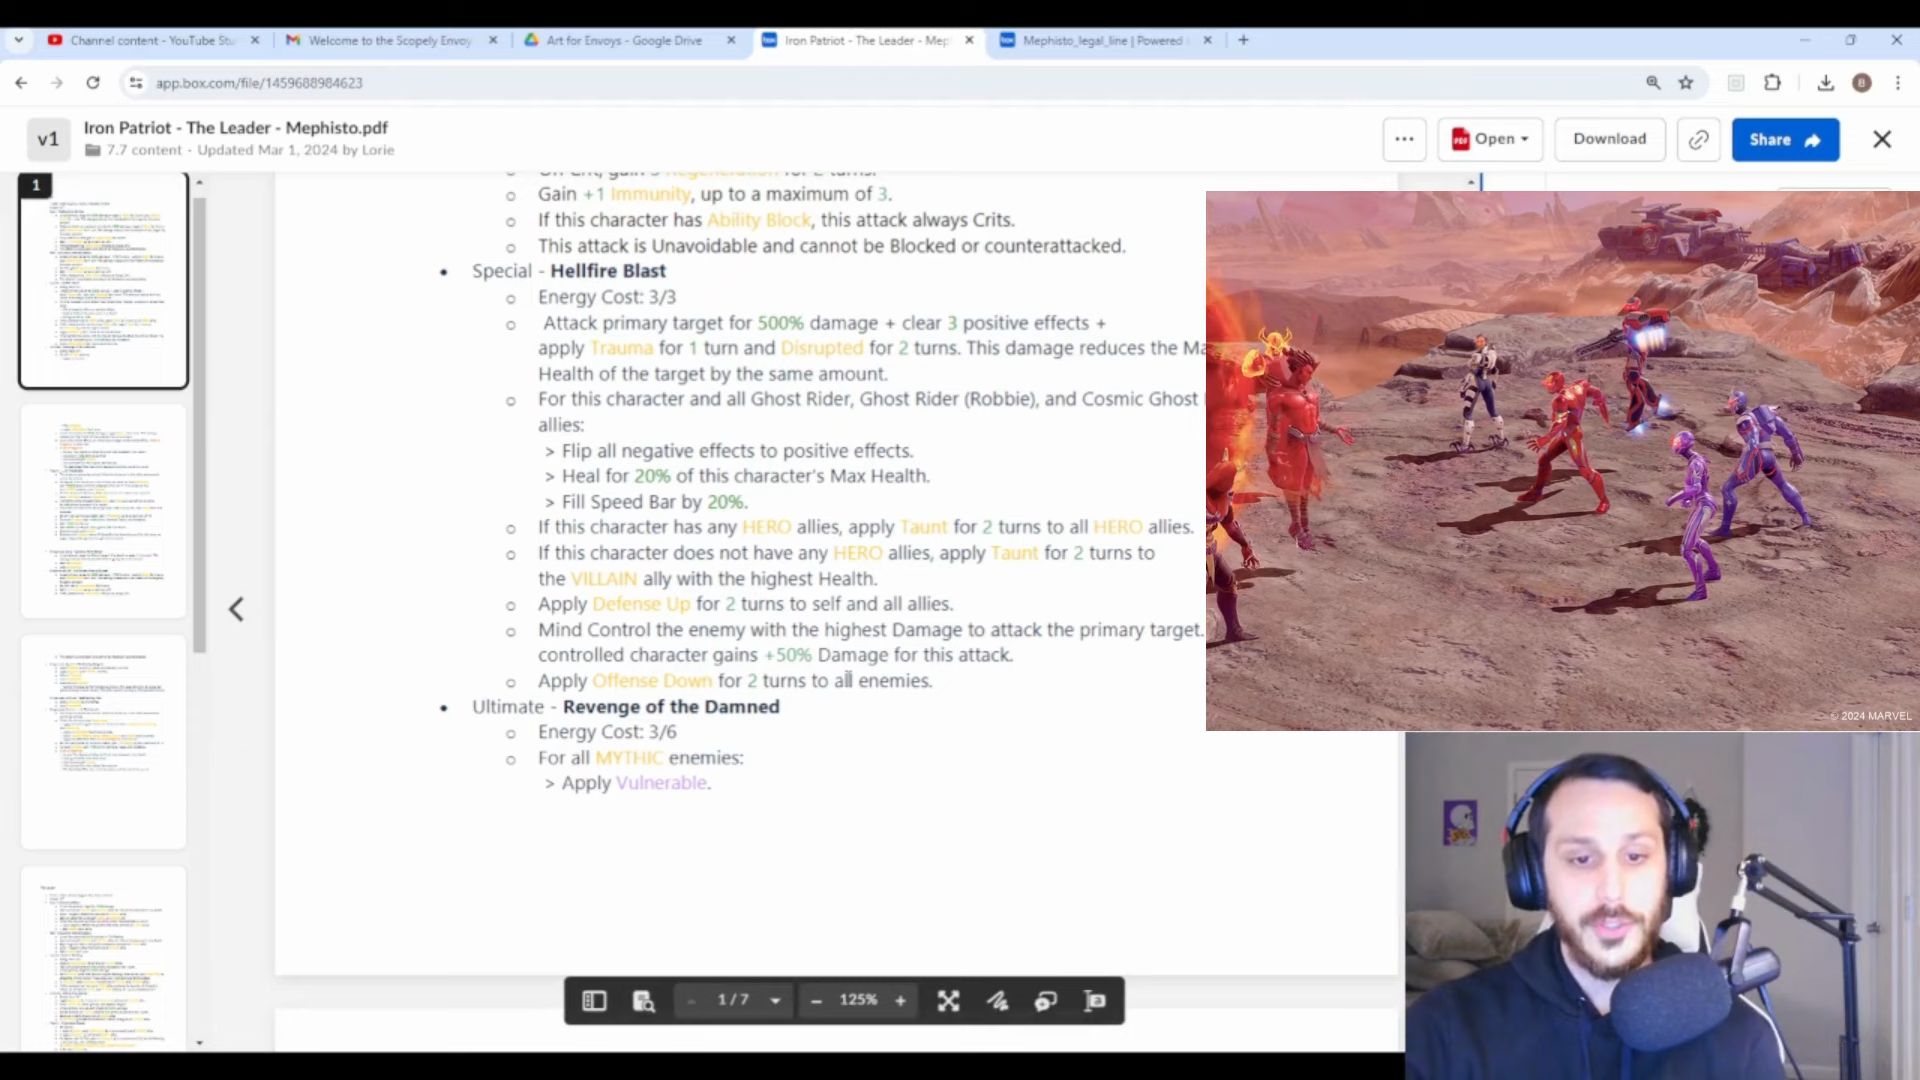 Channel content - YouTube Stu
Welcome to the Scopely Envoy
Art for Envoys - Google Drive
Iron Patriot - The Leader - Mep
Mephisto_legal_line | Powered
app.box.com/file/1459688984623
B
v1
Iron Patriot - The Leader - Mephisto.pdf
7.7 content · Updated Mar 1, 2024 by Lorie
Open
Download
Share
1
Gain +1 Immunity, up to a maximum of 3.
If this character has Ability Block, this attack always Crits.
This attack is Unavoidable and cannot be Blocked or counterattacked.
Special - Hellfire Blast
Energy Cost: 3/3
Attack primary target for 500% damage + clear 3 positive effects +
apply Trauma for 1 turn and Disrupted for 2 turns. This damage reduces the Ma
Health of the target by the same amount.
For this character and all Ghost Rider, Ghost Rider (Robbie), and Cosmic Ghost
allies:
> Flip all negative effects to positive effects.
> Heal for 20% of this character's Max Health.
> Fill Speed Bar by 20%.
If this character has any HERO allies, apply Taunt for 2 turns to all HERO allies.
If this character does not have any HERO allies, apply Taunt for 2 turns to
the VILLAIN ally with the highest Health.
Apply Defense Up for 2 turns to self and all allies.
Mind Control the enemy with the highest Damage to attack the primary target.
controlled character gains +50% Damage for this attack.
Apply Offense Down for 2 turns to all enemies.
Ultimate - Revenge of the Damned
Energy Cost: 3/6
For all MYTHIC enemies:
> Apply Vulnerable.
© 2024 MARVEL
1 / 7
125%